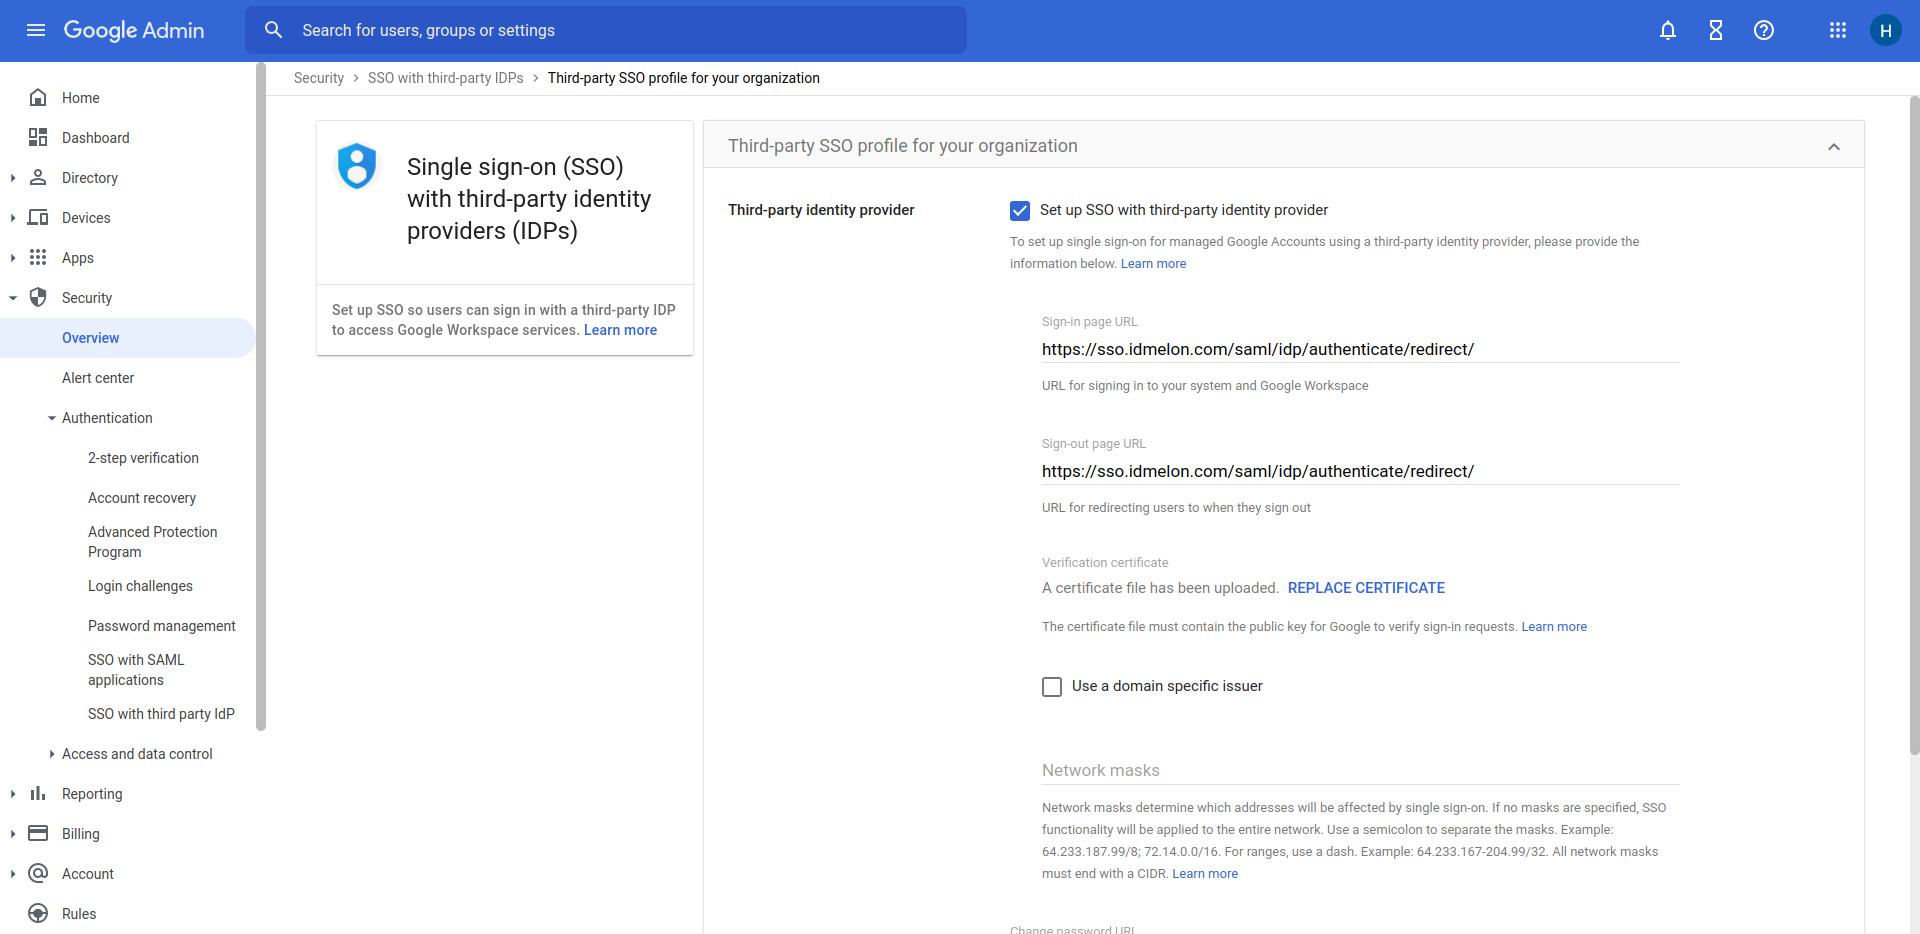 Google Admin
Search for users, groups or settings
H
Home
Dashboard
Directory
Devices
Apps
Security
Overview
Alert center
Authentication
2-step verification
Account recovery
Advanced Protection
Program
Login challenges
Password management
SSO with SAML
applications
SSO with third party IdP
Access and data control
Reporting
Billing
Account
Rules
Security > SSO with third-party IDPs > Third-party SSO profile for your organization
Single sign-on (SSO)
with third-party identity
providers (IDPs)
Set up SSO so users can sign in with a third-party IDP
to access Google Workspace services. Learn more
Third-party SSO profile for your organization
Third-party identity provider
Set up SSO with third-party identity provider
To set up single sign-on for managed Google Accounts using a third-party identity provider, please provide the
information below. Learn more
Sign-in page URL
https://sso.idmelon.com/saml/idp/authenticate/redirect/
URL for signing in to your system and Google Workspace
Sign-out page URL
https://sso.idmelon.com/saml/idp/authenticate/redirect/
URL for redirecting users to when they sign out
Verification certificate
A certificate file has been uploaded. REPLACE CERTIFICATE
The certificate file must contain the public key for Google to verify sign-in requests. Learn more
Use a domain specific issuer
Network masks
Network masks determine which addresses will be affected by single sign-on. If no masks are specified, SSO
functionality will be applied to the entire network. Use a semicolon to separate the masks. Example:
64.233.187.99/8; 72.14.0.0/16. For ranges, use a dash. Example: 64.233.167-204.99/32. All network masks
must end with a CIDR. Learn more
Change password URL